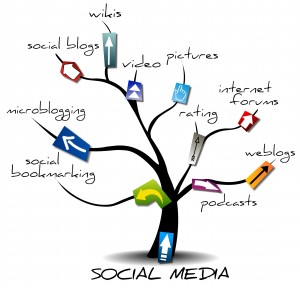 wikis
social blogs
video
pictures
internet
forums
microblogging
rating
social
bookmarking
weblogs
podcasts
SOCIAL MEDIA